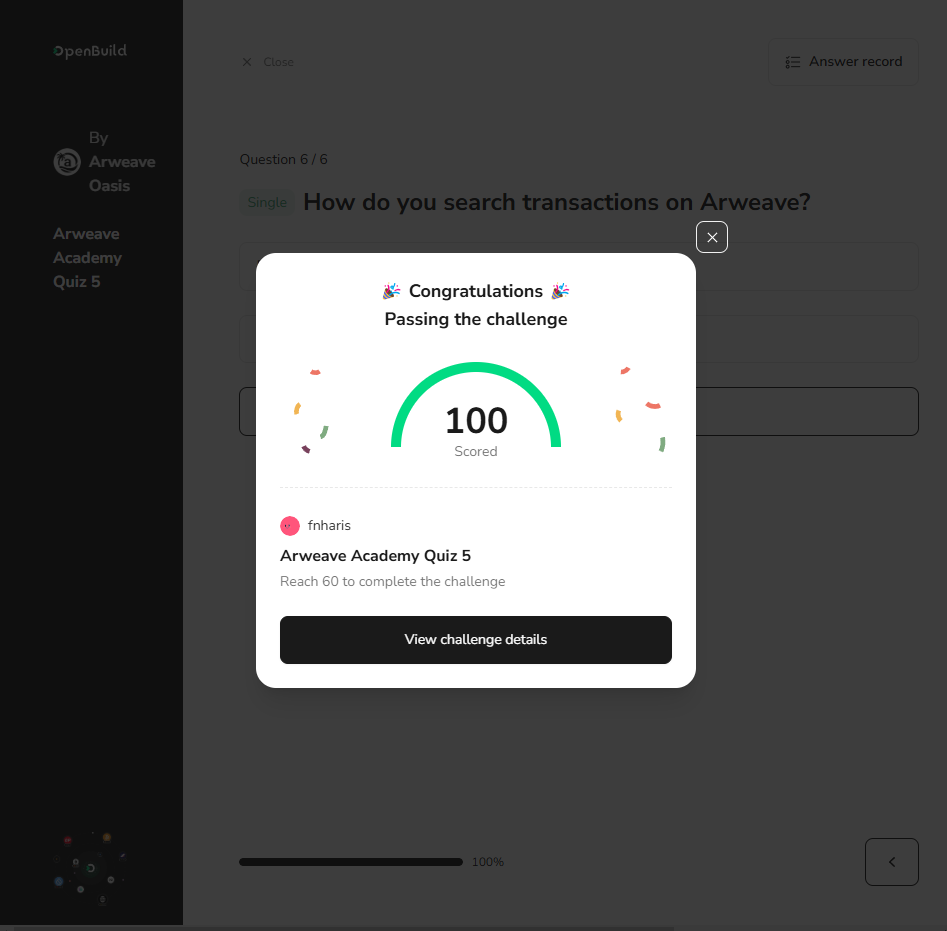 OpenBuild
By
Arweave
Oasis
Arweave
Academy
Quiz 5
Close
Answer record
Question 6 / 6
Single
How do you search transactions on Arweave?
🎉 Congratulations 🎉
Passing the challenge
100
Scored
fnharis
Arweave Academy Quiz 5
Reach 60 to complete the challenge
View challenge details
100%